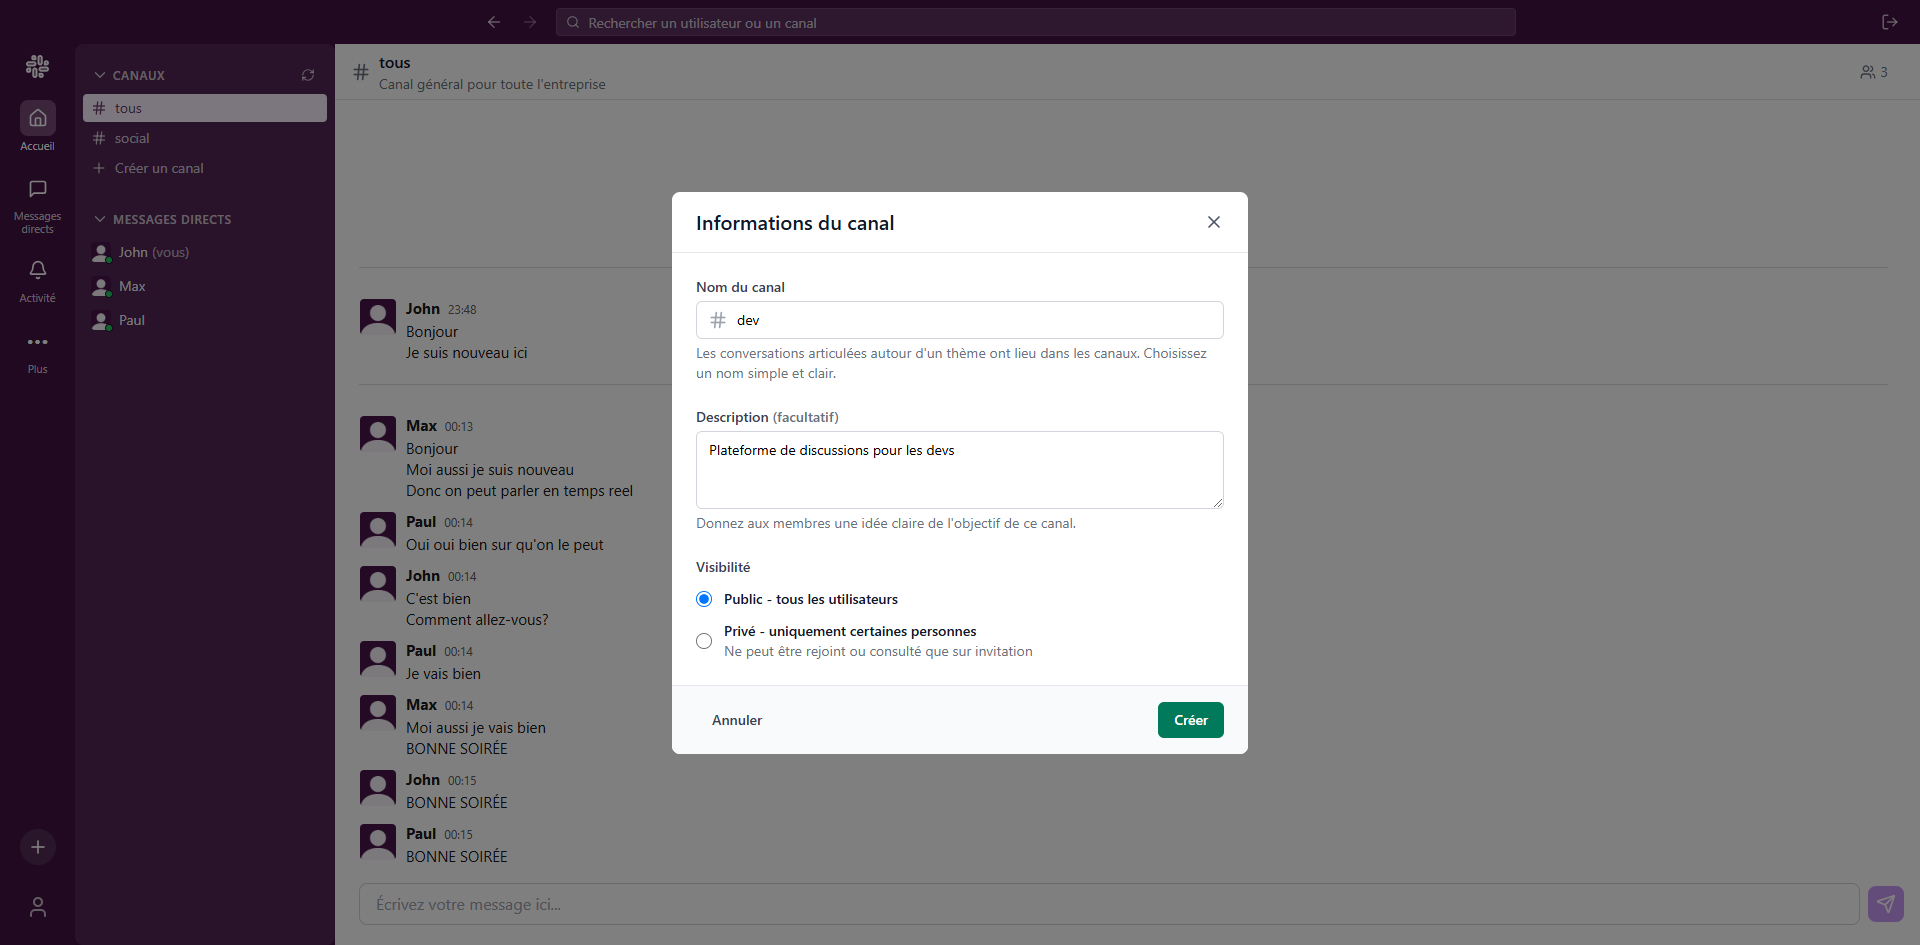 Rechercher un utilisateur ou un canal
Accueil
Messages
directs
Activité
Plus
CANAUX
# tous
# social
+ Créer un canal
MESSAGES DIRECTS
John (vous)
Max
Paul
# tous
Canal général pour toute l'entreprise
3
John 23:48
Bonjour
Je suis nouveau ici
Max 00:13
Bonjour
Moi aussi je suis nouveau
Donc on peut parler en temps reel
Paul 00:14
Oui oui bien sur qu'on le peut
John 00:14
C'est bien
Comment allez-vous?
Paul 00:14
Je vais bien
Max 00:14
Moi aussi je vais bien
BONNE SOIRÉE
John 00:15
BONNE SOIRÉE
Paul 00:15
BONNE SOIRÉE
Écrivez votre message ici...
Informations du canal
Nom du canal
# dev
Les conversations articulées autour d'un thème ont lieu dans les canaux. Choisissez
un nom simple et clair.
Description (facultatif)
Plateforme de discussions pour les devs
Donnez aux membres une idée claire de l'objectif de ce canal.
Visibilité
Public - tous les utilisateurs
Privé - uniquement certaines personnes
Ne peut être rejoint ou consulté que sur invitation
Annuler
Créer